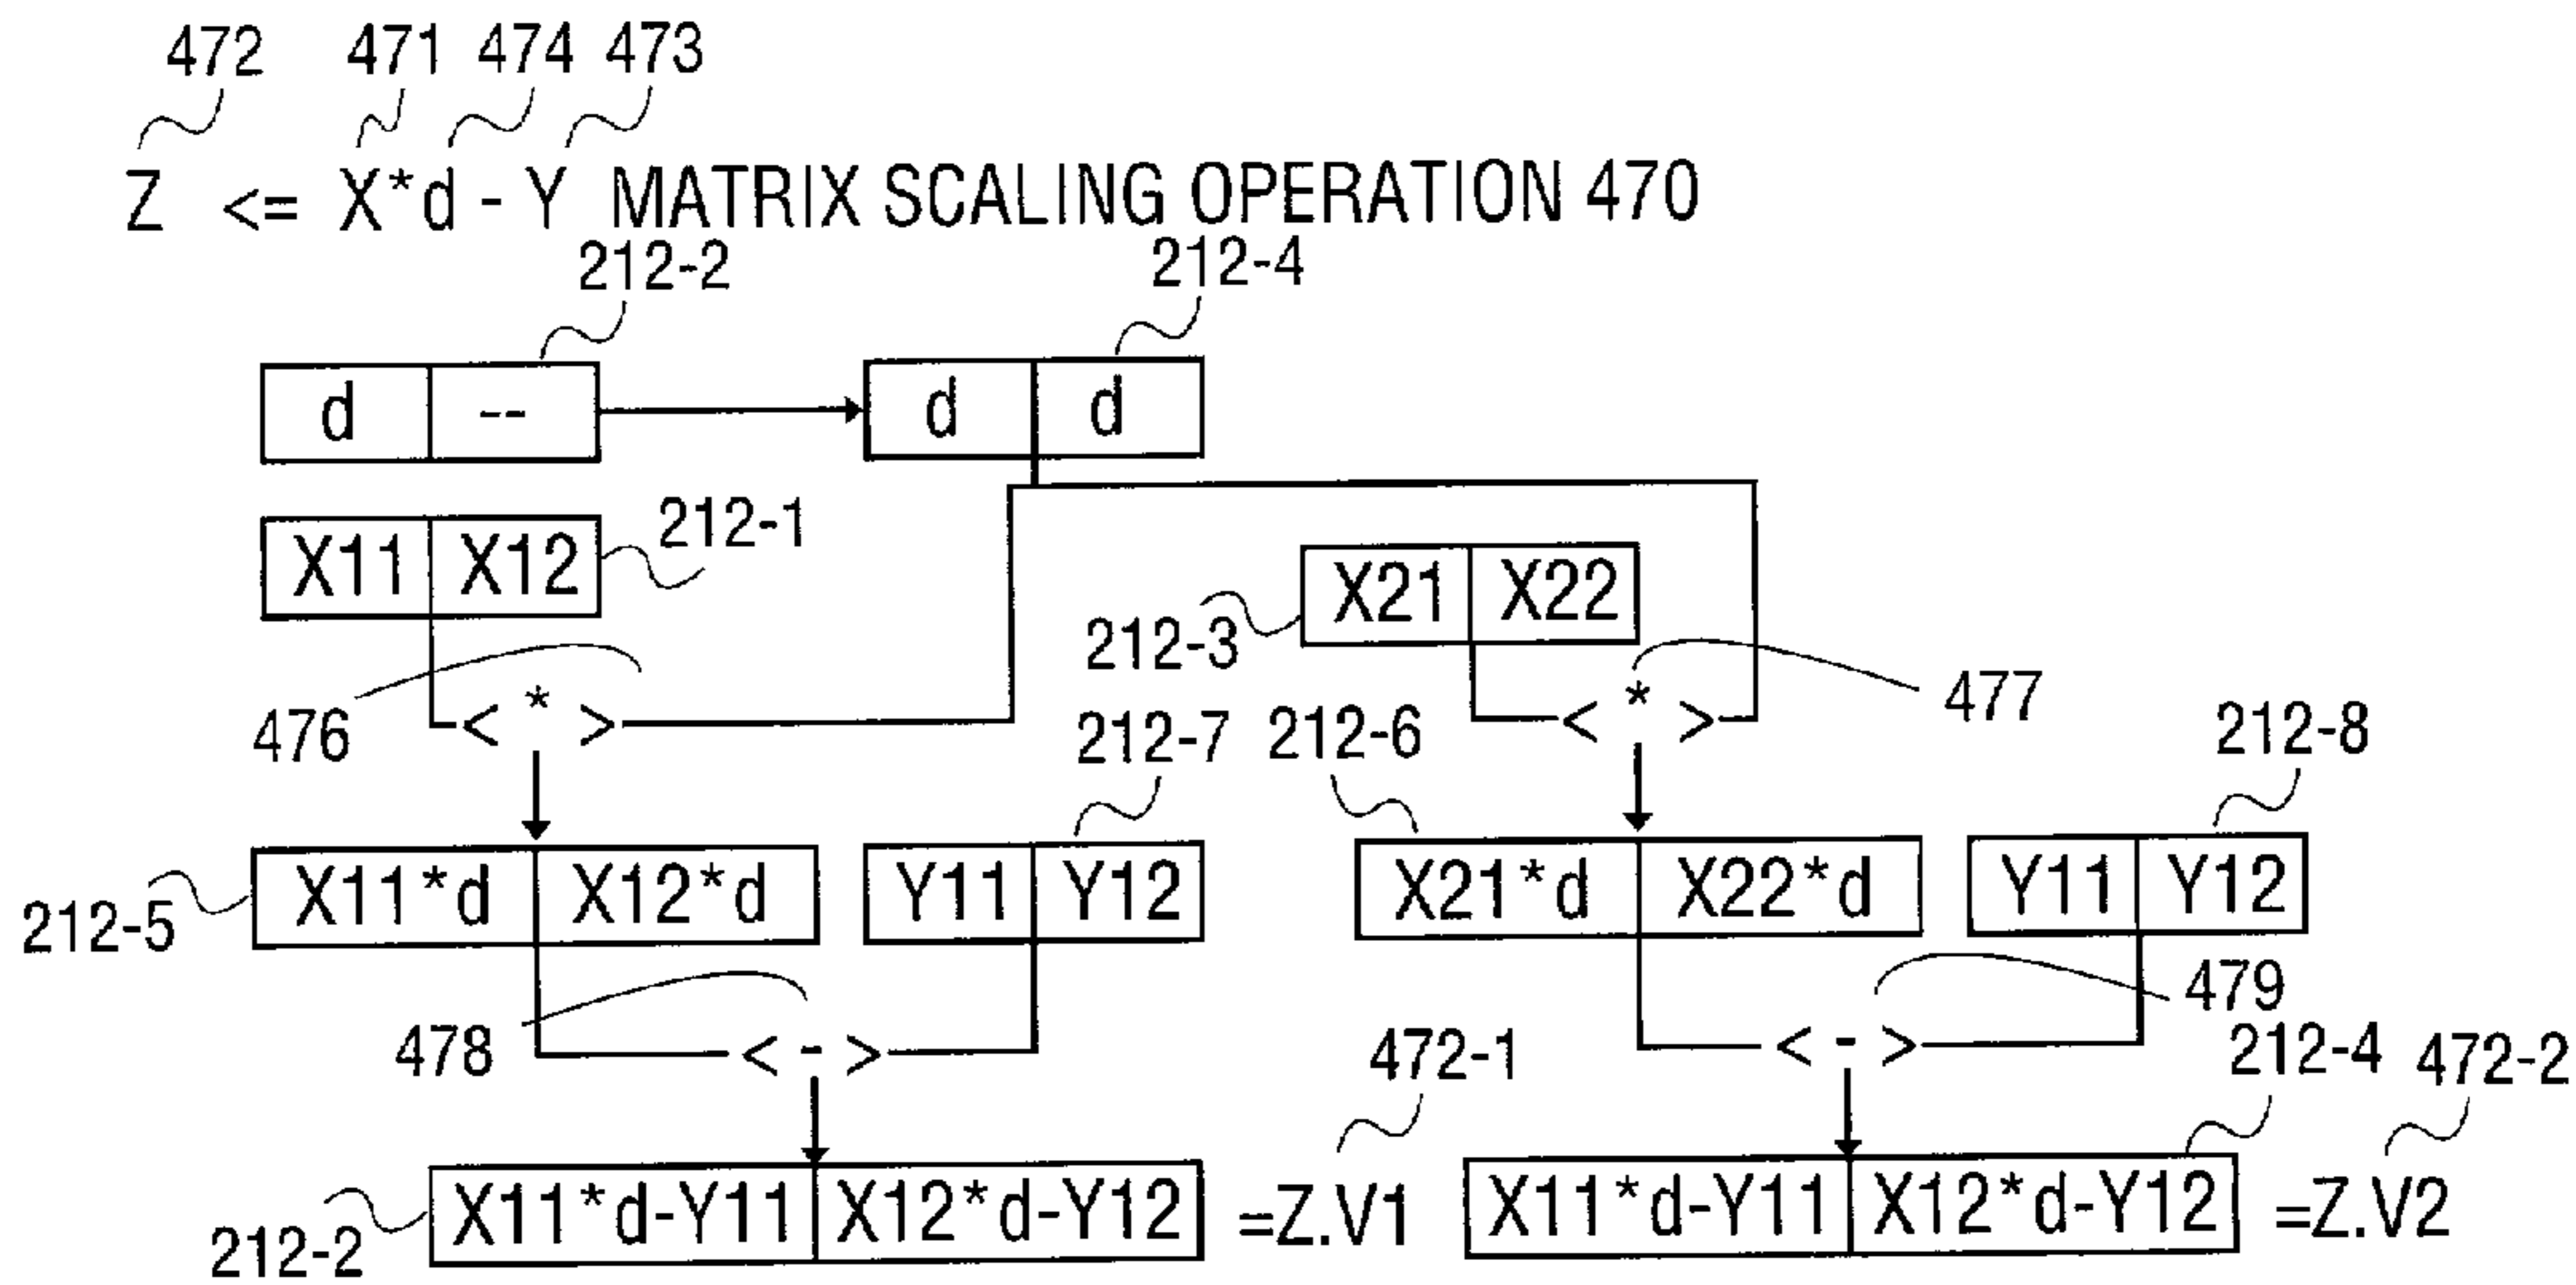 472 471 474 473
Z <= X*d - Y MATRIX SCALING OPERATION 470
212-2 212-4
d -- d d
X11 X12 212-1
X21 X22
212-3
476 < * > < * > 477
212-7 212-6 212-8
X11*d X12*d Y11 Y12 X21*d X22*d Y11 Y12
212-5
478 < - > < - > 479
472-1 212-4 472-2
X11*d-Y11 X12*d-Y12 =Z.V1 X11*d-Y11 X12*d-Y12 =Z.V2
212-2